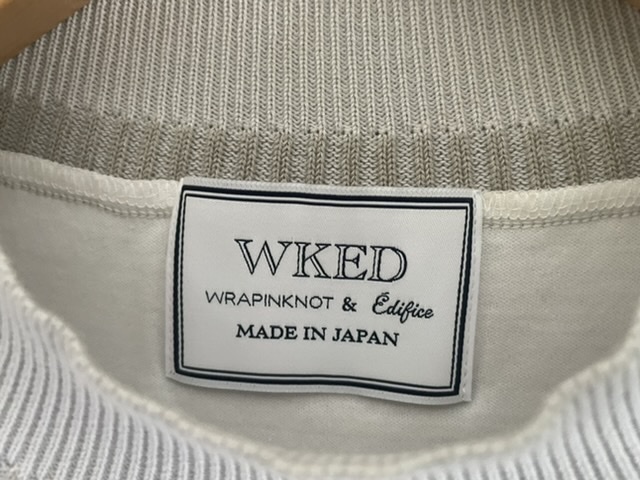 WKED
WRAPINKNOT & Édifice
MADE IN JAPAN